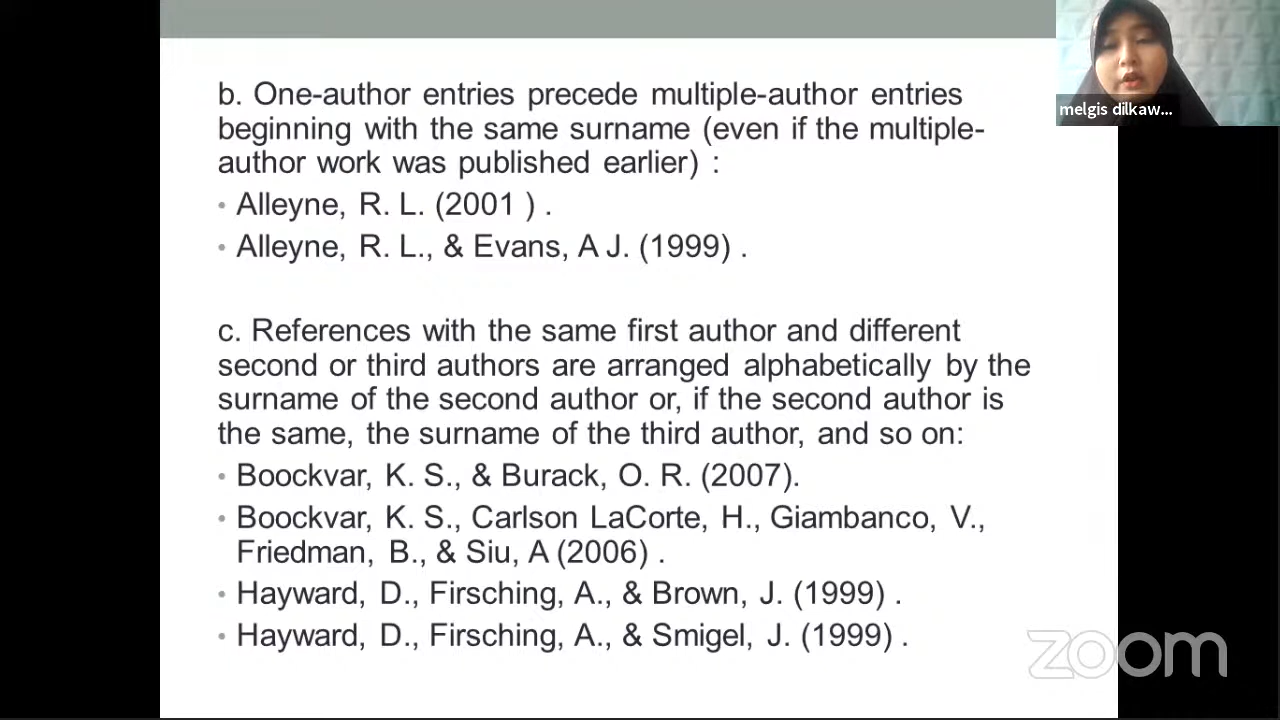 b. One-author entries precede multiple-author entries
beginning with the same surname (even if the multiple-
author work was published earlier) :
• Alleyne, R. L. (2001 ) .
• Alleyne, R. L., & Evans, A J. (1999) .
c. References with the same first author and different
second or third authors are arranged alphabetically by the
surname of the second author or, if the second author is
the same, the surname of the third author, and so on:
• Boockvar, K. S., & Burack, O. R. (2007).
• Boockvar, K. S., Carlson LaCorte, H., Giambanco, V.,
Friedman, B., & Siu, A (2006) .
• Hayward, D., Firsching, A., & Brown, J. (1999) .
• Hayward, D., Firsching, A., & Smigel, J. (1999) .
melgis dilkaw...
zoom